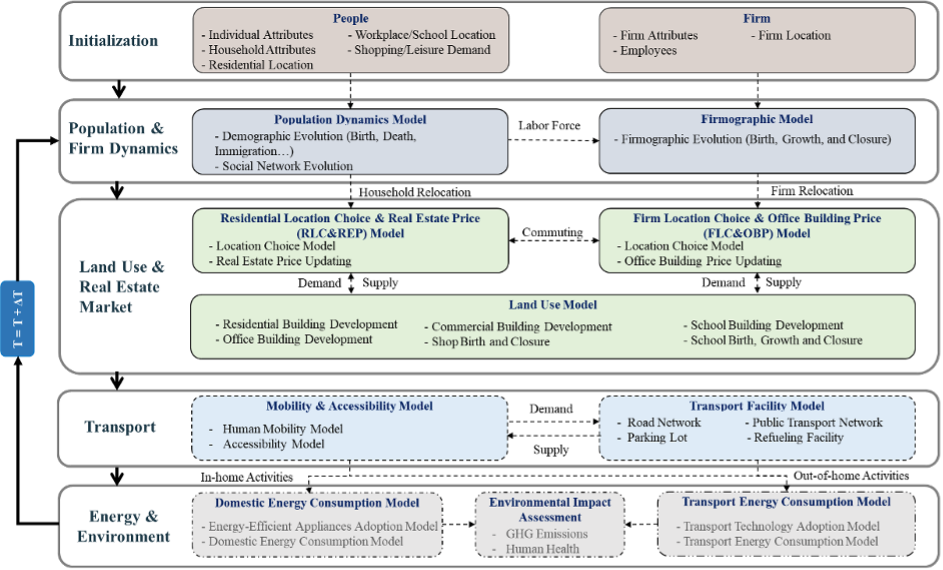 Initialization
People
- Individual Attributes
- Household Attributes
- Residential Location
- Workplace/School Location
- Shopping/Leisure Demand
Firm
- Firm Attributes
- Employees
- Firm Location
Population &
Firm Dynamics
Population Dynamics Model
- Demographic Evolution (Birth, Death,
Immigration…)
- Social Network Evolution
Labor Force
Firmographic Model
- Firmographic Evolution (Birth, Growth, and Closure)
Household Relocation
Firm Relocation
Land Use &
Real Estate
Market
Residential Location Choice & Real Estate Price
(RLC&REP) Model
- Location Choice Model
- Real Estate Price Updating
Commuting
Firm Location Choice & Office Building Price
(FLC&OBP) Model
- Location Choice Model
- Office Building Price Updating
Demand
Supply
Demand
Supply
Land Use Model
- Residential Building Development
- Office Building Development
- Commercial Building Development
- Shop Birth and Closure
- School Building Development
- School Birth, Growth and Closure
T = T + ΔT
Transport
Mobility & Accessibility Model
- Human Mobility Model
- Accessibility Model
Demand
Supply
Transport Facility Model
- Road Network
- Parking Lot
- Public Transport Network
- Refueling Facility
In-home Activities
Out-of-home Activities
Energy &
Environment
Domestic Energy Consumption Model
- Energy-Efficient Appliances Adoption Model
- Domestic Energy Consumption Model
Environmental Impact
Assessment
- GHG Emissions
- Human Health
Transport Energy Consumption Model
- Transport Technology Adoption Model
- Transport Energy Consumption Model